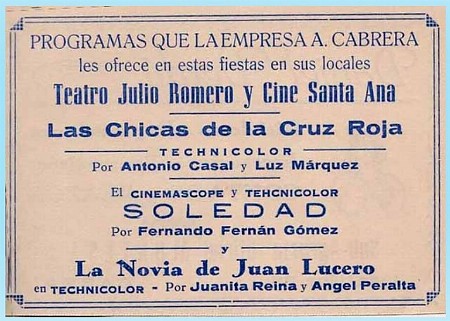 PROGRAMAS QUE LA EMPRESA A. CABRERA
les ofrece en estas fiestas en sus locales
Teatro Julio Romero y Cine Santa Ana
Las Chicas de la Cruz Roja
TECHNICOLOR
Por Antonio Casal y Luz Márquez
El CINEMASCOPE y TEHCNICOLOR
SOLEDAD
Por Fernando Fernán Gómez
y
La Novia de Juan Lucero
en TECHNICOLOR - Por Juanita Reina y Angel Peralta